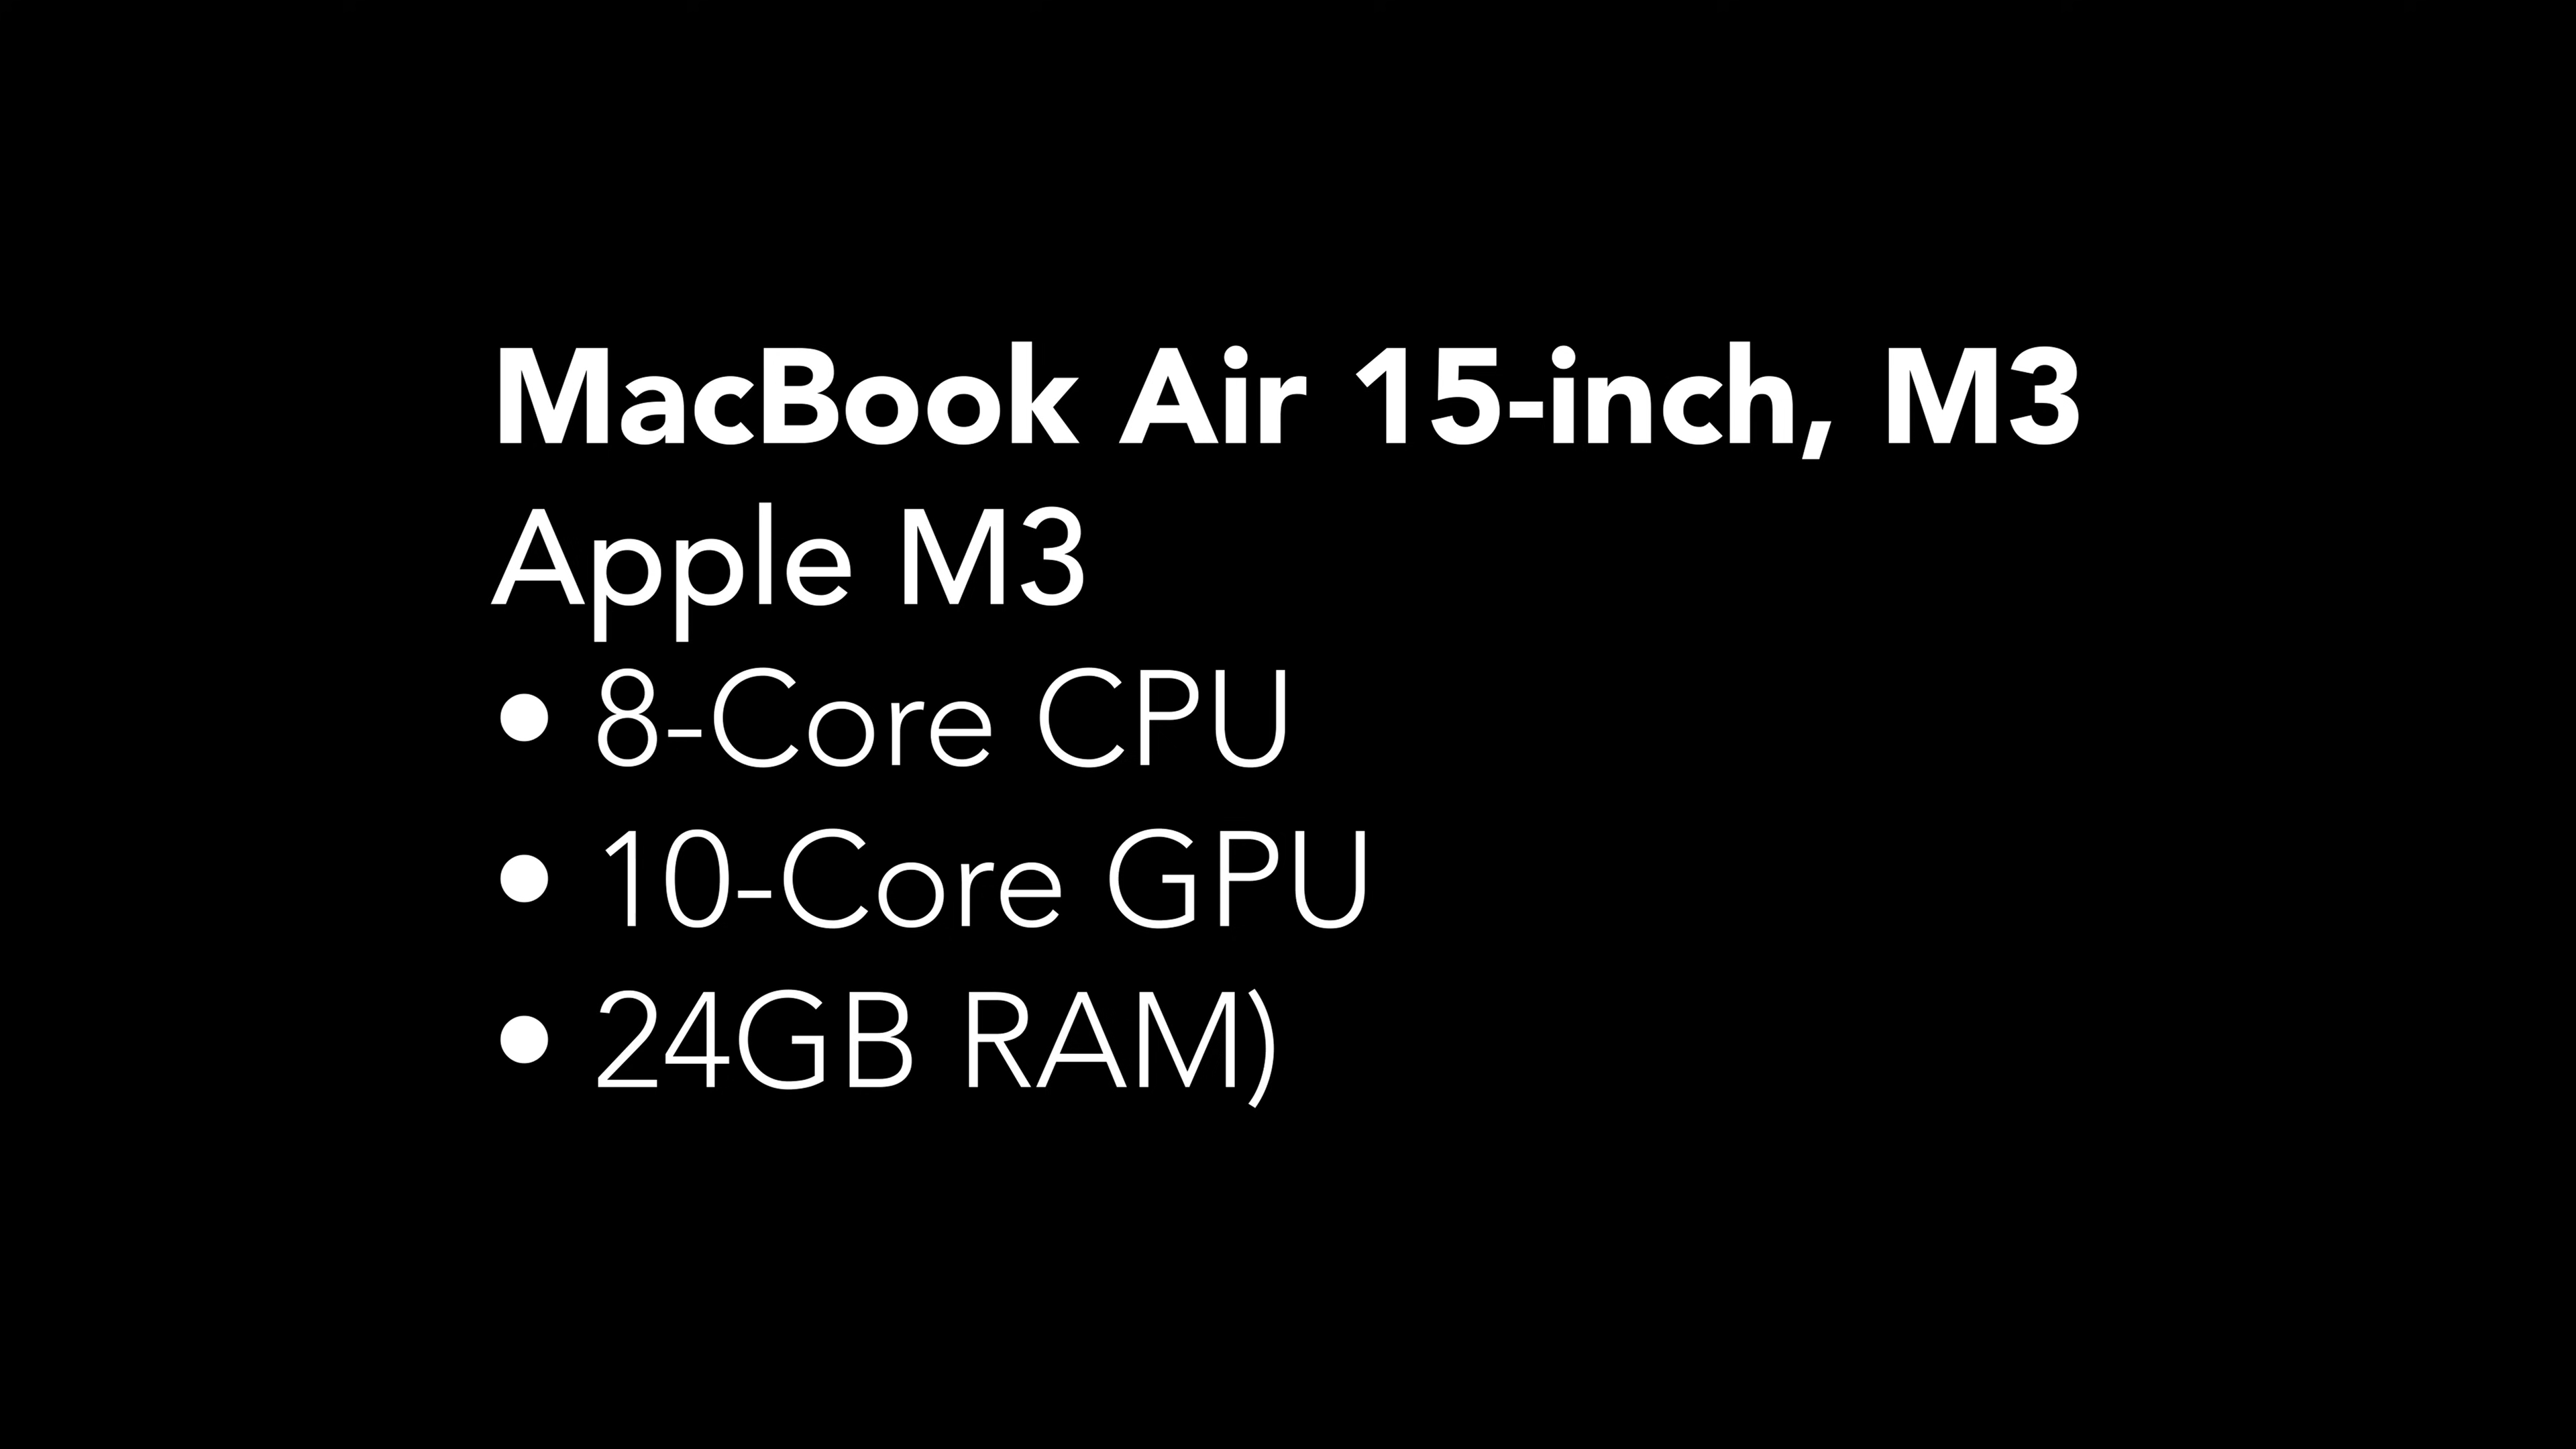 MacBook Air 15-inch, M3
Apple M3
• 8-Core CPU
• 10-Core GPU
• 24GB RAM)